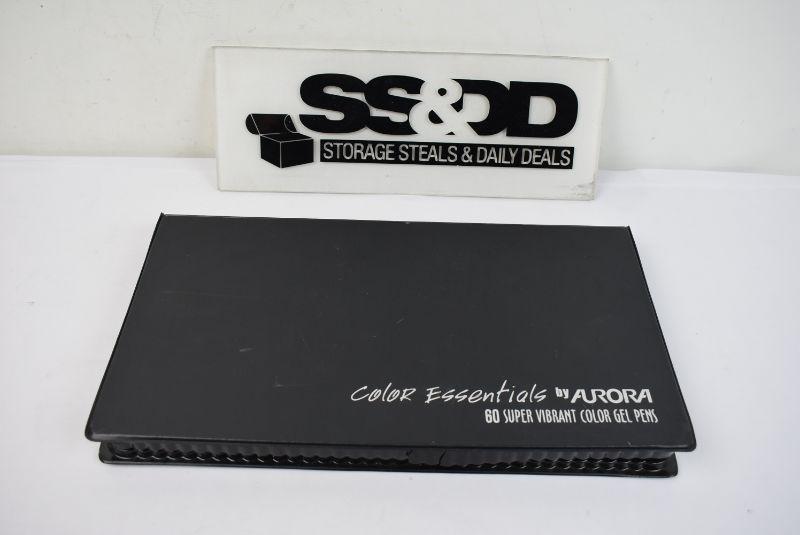 SS&DD
STORAGE STEALS & DAILY DEALS
Color Essentials by AURORA
60 SUPER VIBRANT COLOR GEL PENS